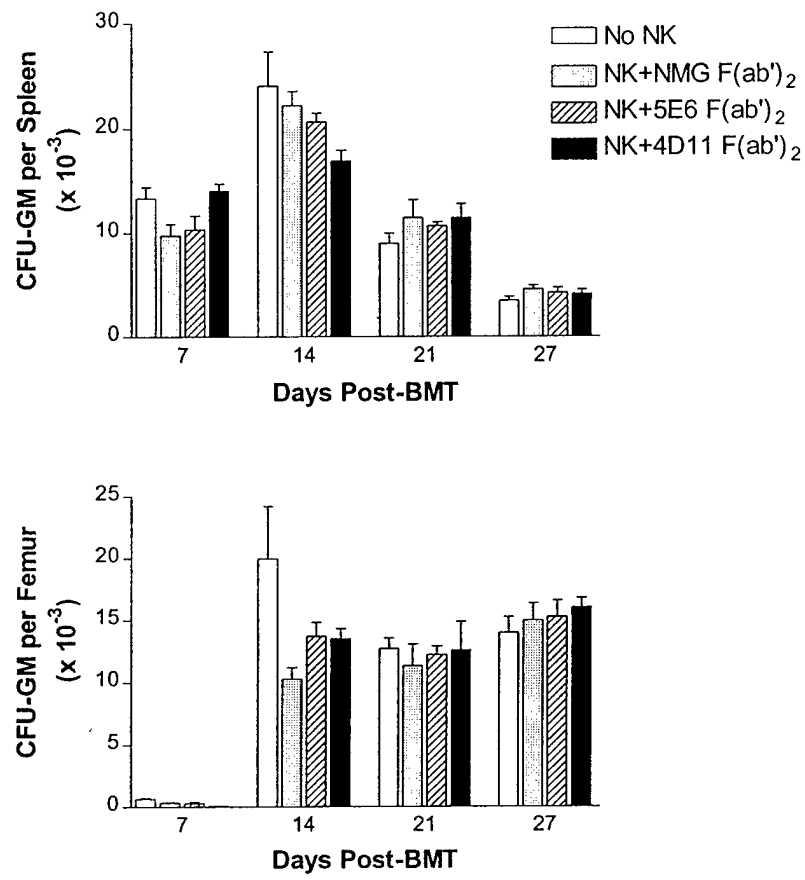 30
20
10
0
CFU-GM per Spleen
(x 10⁻³)
7 14 21 27
Days Post-BMT
No NK
NK+NMG F(ab')₂
NK+5E6 F(ab')₂
NK+4D11 F(ab')₂
25
20
15
10
5
0
CFU-GM per Femur
(x 10⁻³)
7 14 21 27
Days Post-BMT